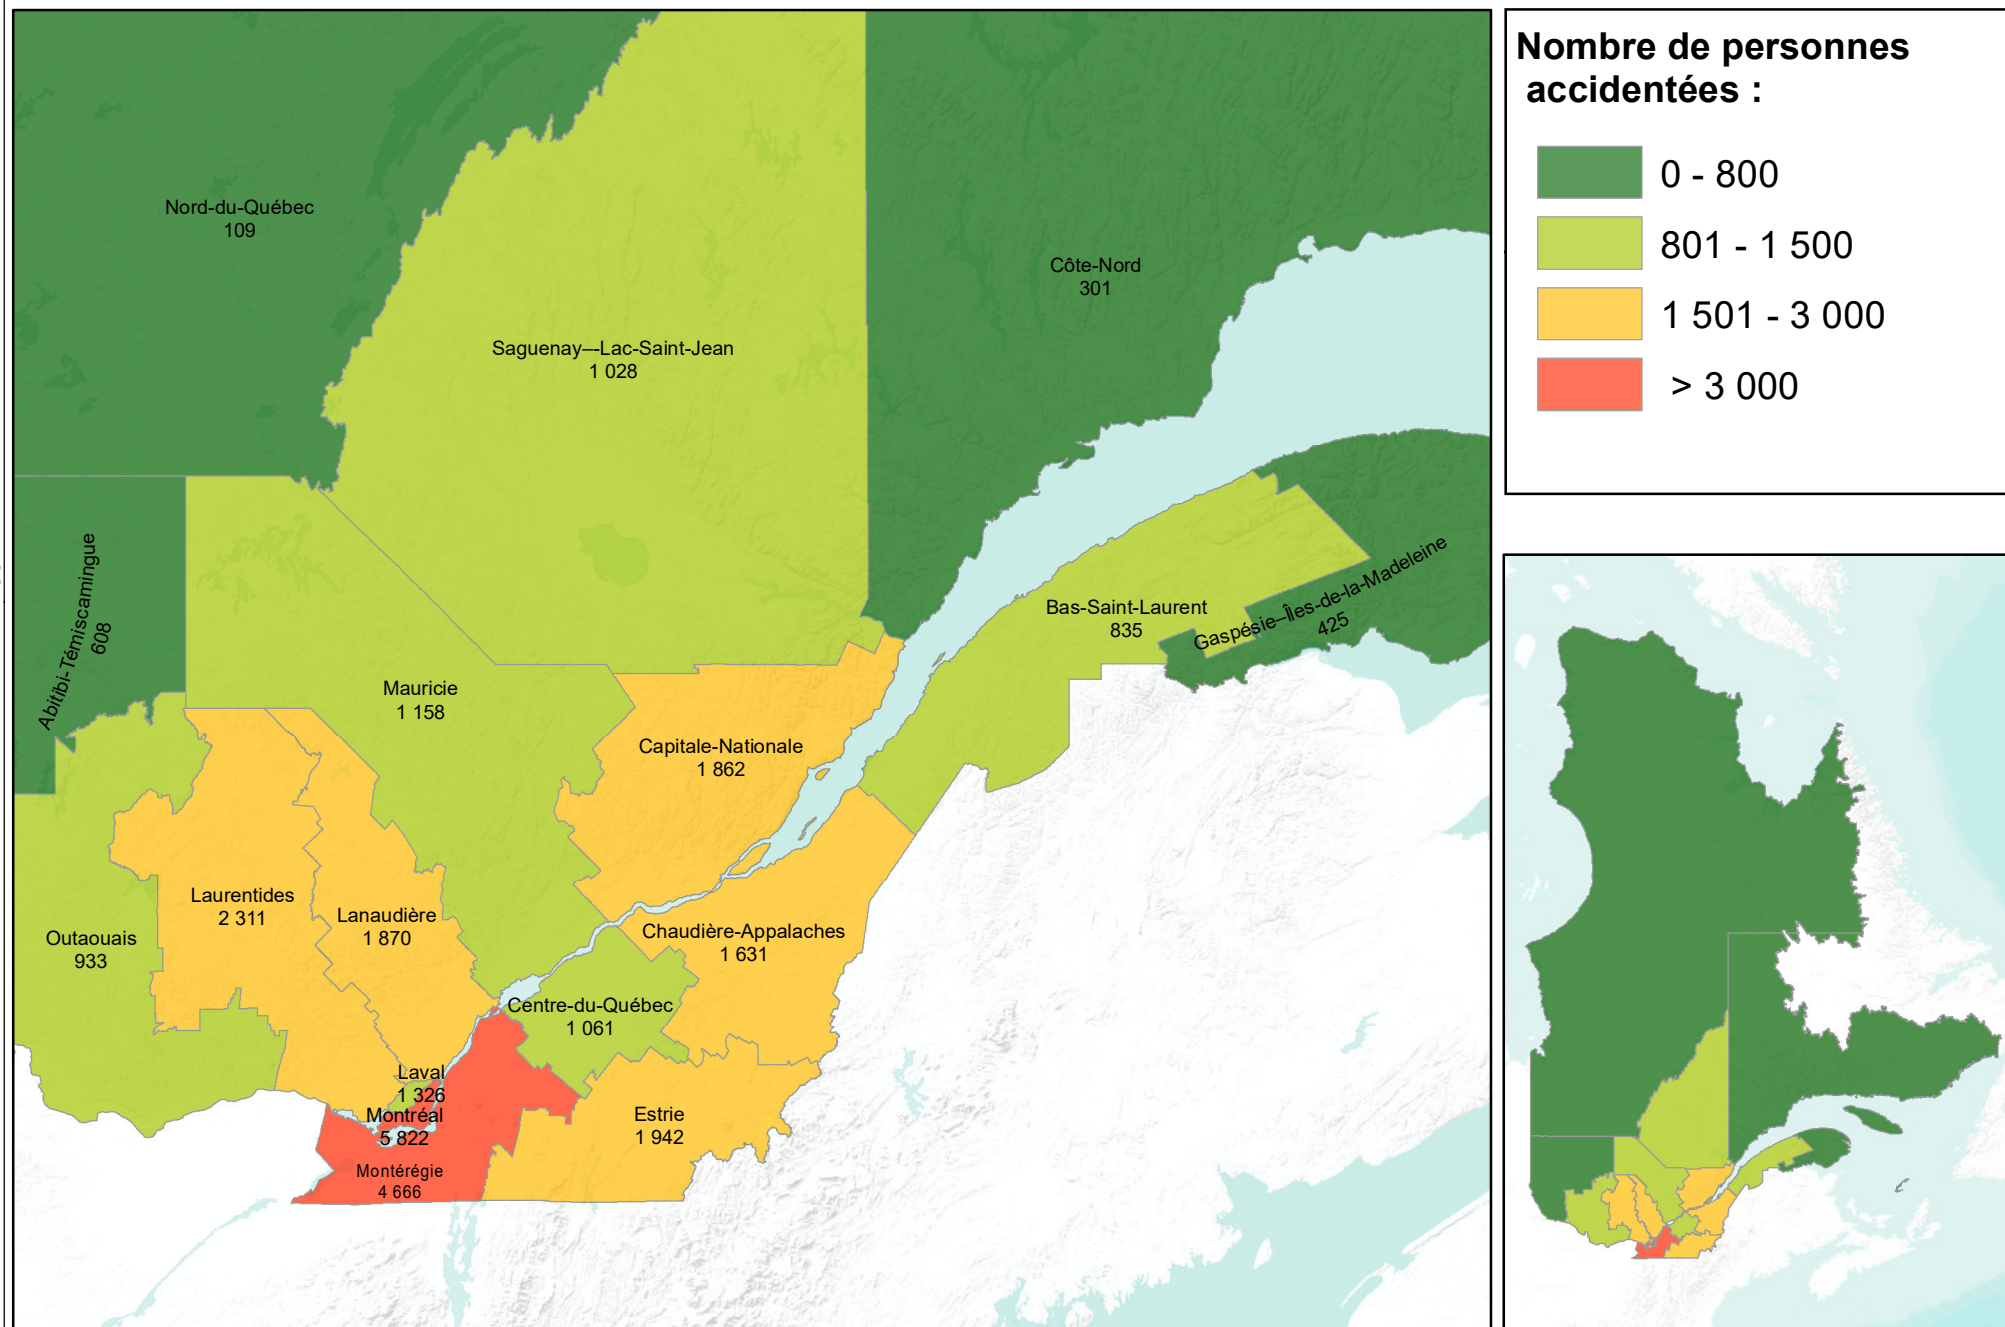 Nord-du-Québec
109
Côte-Nord
301
Saguenay--Lac-Saint-Jean
1 028
Abitibi-Témiscamingue
608
Bas-Saint-Laurent
835
Gaspésie--Îles-de-la-Madeleine
425
Mauricie
1 158
Capitale-Nationale
1 862
Laurentides
2 311
Lanaudière
1 870
Outaouais
933
Chaudière-Appalaches
1 631
Centre-du-Québec
1 061
Laval
1 326
Montréal
5 822
Estrie
1 942
Montérégie
4 666
Nombre de personnes
accidentées :
0 - 800
801 - 1 500
1 501 - 3 000
> 3 000